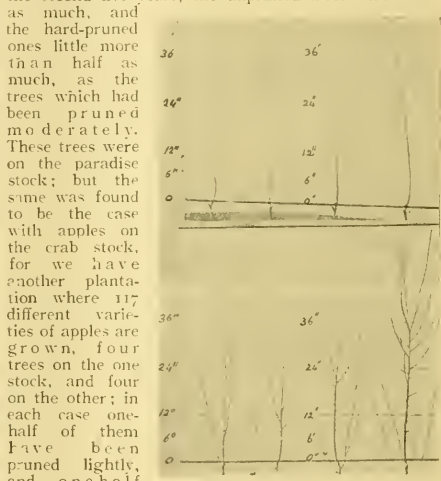 as much, and
the hard-pruned
ones little more
than half as
much, as the
trees which had
been pruned
moderately.
These trees were
on the paradise
stock; but the
same was found
to be the case
with apples on
the crab stock,
for we have
another planta-
tion where 117
different varie-
ties of apples are
grown, four
trees on the one
stock, and four
on the other; in
each case one-
half of them
have been
pruned lightly,
and one half
36 36"
24" 24"
12" 12"
6" 6"
0 0"
36" 36"
24" 24"
12" 12"
6" 6"
0 0"